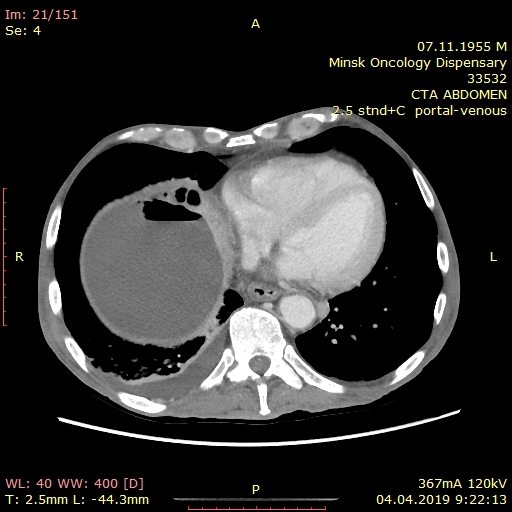 Im: 21/151
Se: 4
A
07.11.1955 M
Minsk Oncology Dispensary
33532
CTA ABDOMEN
2.5 stnd+C portal-venous
R
L
WL: 40 WW: 400 [D]
T: 2.5mm L: -44.3mm
P
367mA 120kV
04.04.2019 9:22:13